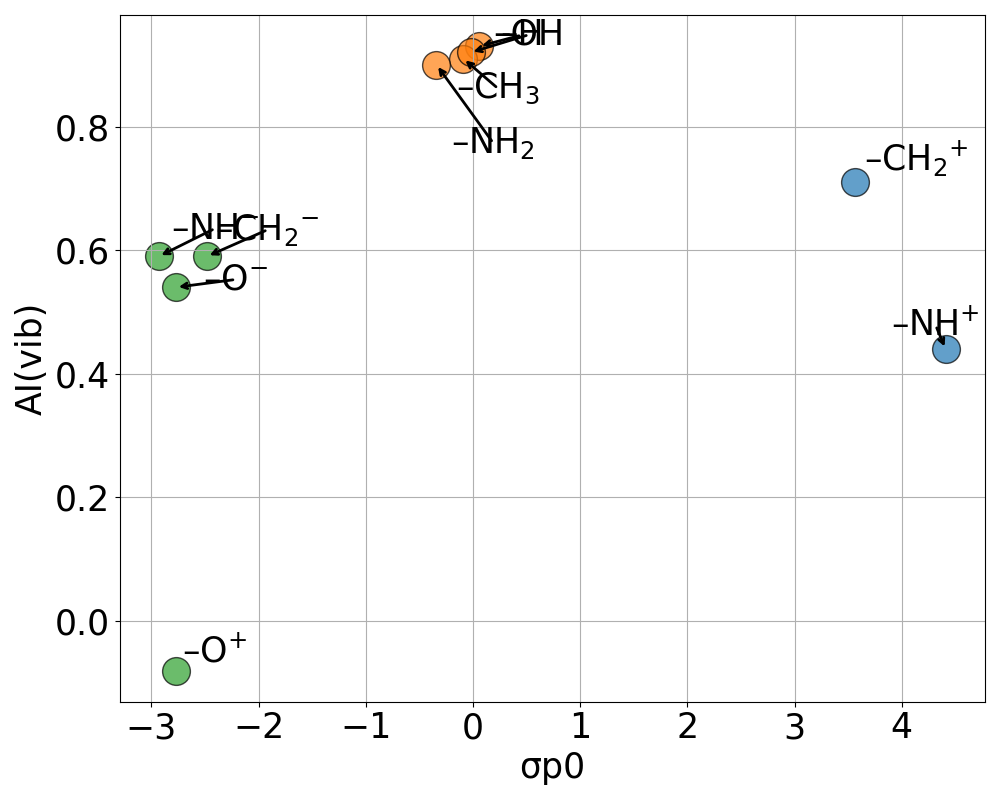 –OH
–H
–CH₃
–NH₂
–CH₂⁺
–NH⁻
–CH₂⁻
–O⁻
–NH⁺
–O⁺
0.8
0.6
0.4
0.2
0.0
AI(vib)
−3
−2
−1
0
1
2
3
4
σp0